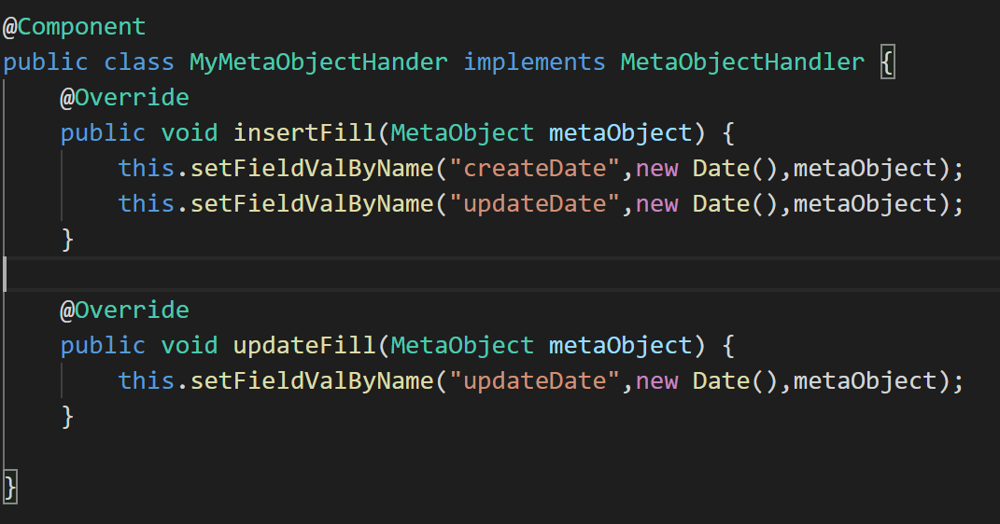 @Component
public class MyMetaObjectHander implements MetaObjectHandler {
    @Override
    public void insertFill(MetaObject metaObject) {
        this.setFieldValByName("createDate",new Date(),metaObject);
        this.setFieldValByName("updateDate",new Date(),metaObject);
    }
    @Override
    public void updateFill(MetaObject metaObject) {
        this.setFieldValByName("updateDate",new Date(),metaObject);
    }
}